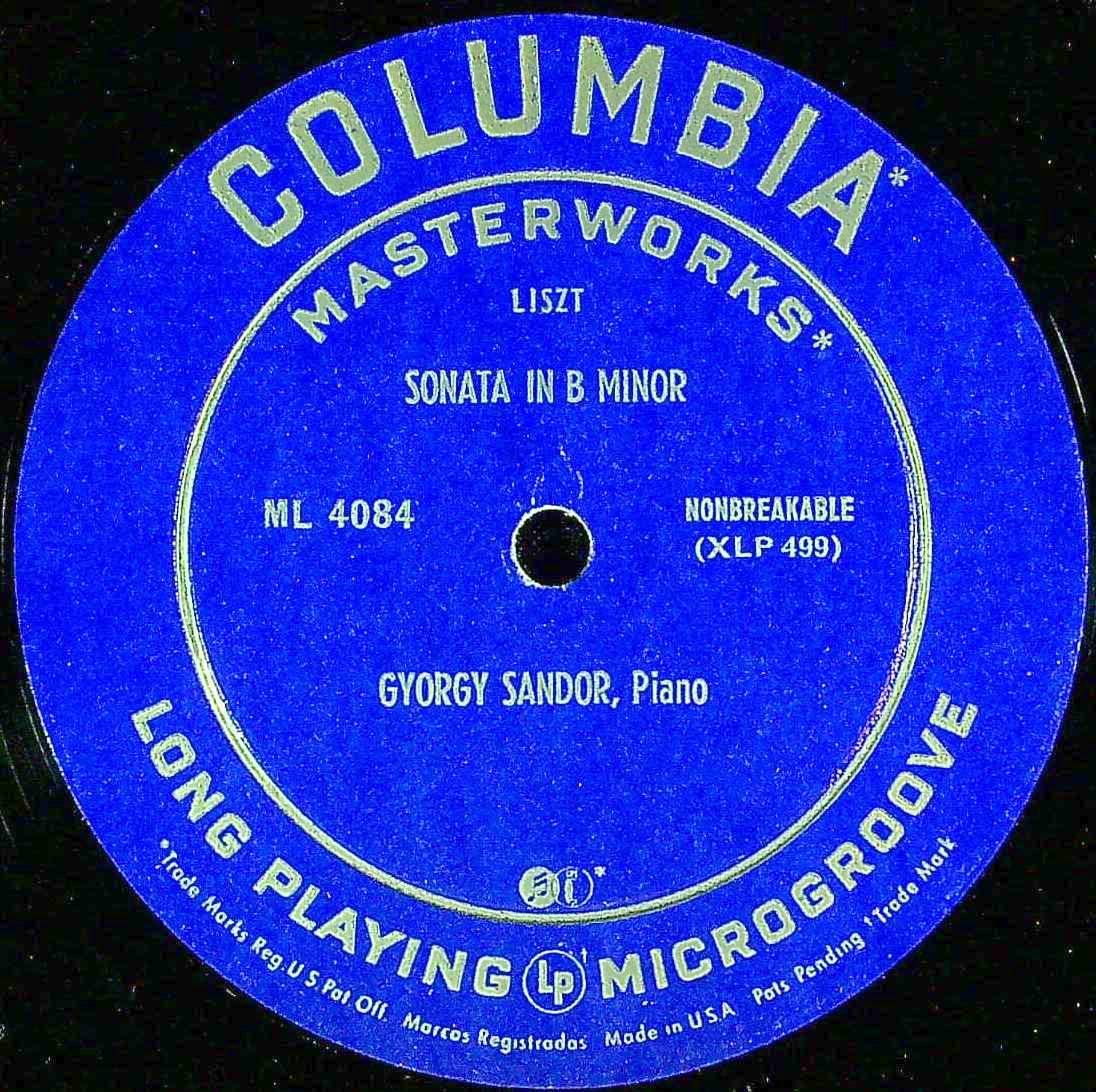 COLUMBIA*
MASTERWORKS*
LISZT
SONATA IN B MINOR
ML 4084
NONBREAKABLE
(XLP 499)
GYORGY SANDOR, Piano
LONG PLAYING Lp† MICROGROOVE
*Trade Marks Reg. U S Pat Off. Marcas Registradas Made in U S A Pats Pending †Trade Mark